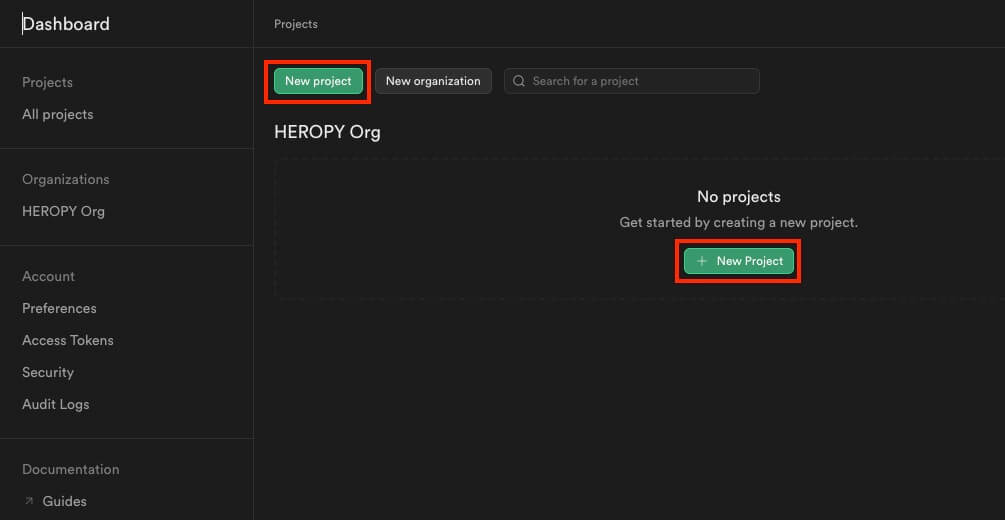 Dashboard
Projects
All projects
Organizations
HEROPY Org
Account
Preferences
Access Tokens
Security
Audit Logs
Documentation
Guides
Projects
New project
New organization
Search for a project
HEROPY Org
No projects
Get started by creating a new project.
+ New Project